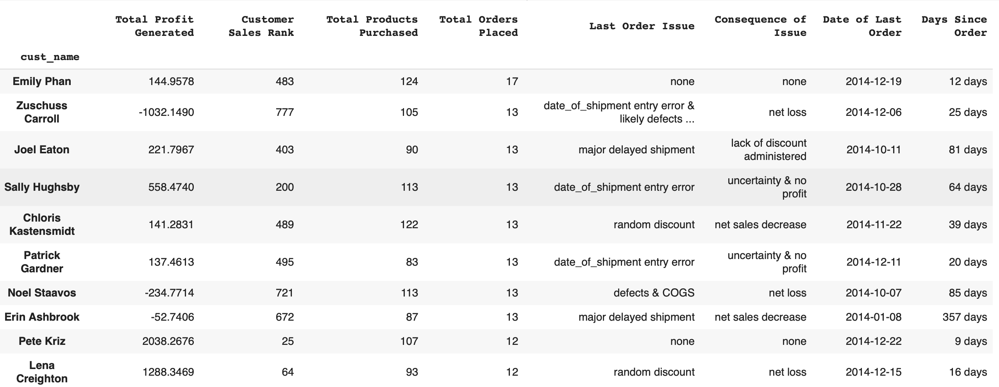 Total Profit Generated Customer Sales Rank Total Products Purchased Total Orders Placed Last Order Issue Consequence of Issue Date of Last Order Days Since Order
cust_name
Emily Phan 144.9578 483 124 17 none none 2014-12-19 12 days
Zuschuss Carroll -1032.1490 777 105 13 date_of_shipment entry error & likely defects ... net loss 2014-12-06 25 days
Joel Eaton 221.7967 403 90 13 major delayed shipment lack of discount administered 2014-10-11 81 days
Sally Hughsby 558.4740 200 113 13 date_of_shipment entry error uncertainty & no profit 2014-10-28 64 days
Chloris Kastensmidt 141.2831 489 122 13 random discount net sales decrease 2014-11-22 39 days
Patrick Gardner 137.4613 495 83 13 date_of_shipment entry error uncertainty & no profit 2014-12-11 20 days
Noel Staavos -234.7714 721 113 13 defects & COGS net loss 2014-10-07 85 days
Erin Ashbrook -52.7406 672 87 13 major delayed shipment net sales decrease 2014-01-08 357 days
Pete Kriz 2038.2676 25 107 12 none none 2014-12-22 9 days
Lena Creighton 1288.3469 64 93 12 random discount net loss 2014-12-15 16 days